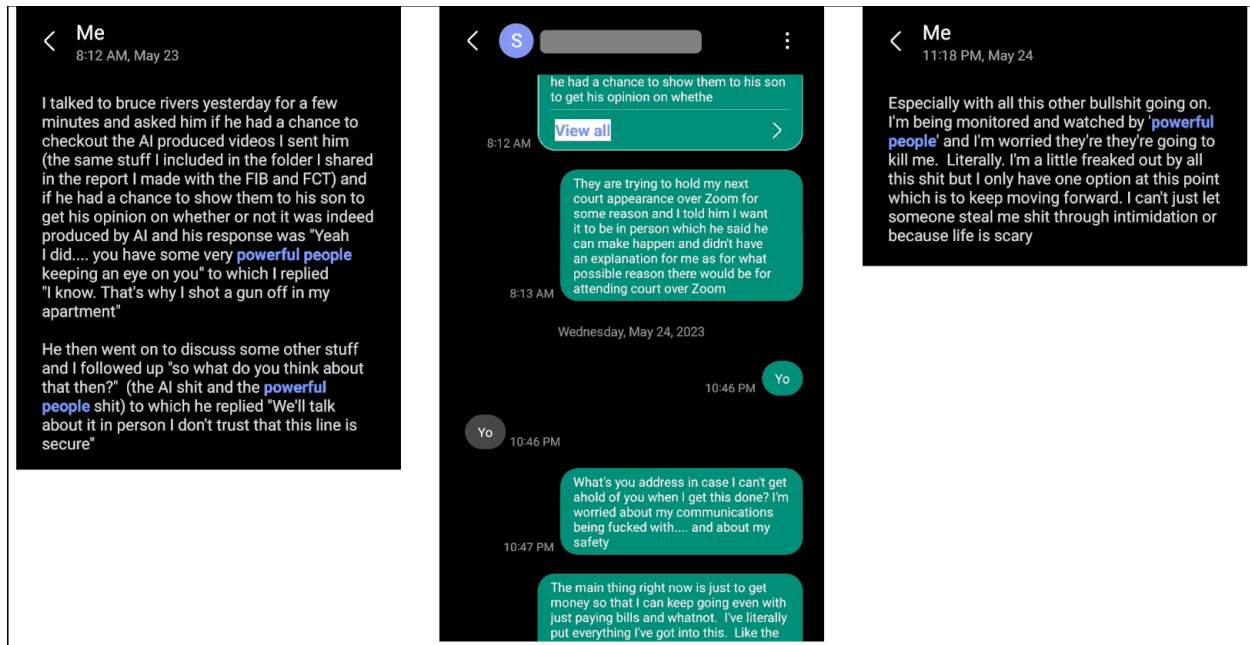 Me
8:12 AM, May 23
I talked to bruce rivers yesterday for a few
minutes and asked him if he had a chance to
checkout the AI produced videos I sent him
(the same stuff I included in the folder I shared
in the report I made with the FIB and FCT) and
if he had a chance to show them to his son to
get his opinion on whether or not it was indeed
produced by AI and his response was "Yeah
I did.... you have some very powerful people
keeping an eye on you" to which I replied
"I know. That's why I shot a gun off in my
apartment"
He then went on to discuss some other stuff
and I followed up "so what do you think about
that then?" (the AI shit and the powerful
people shit) to which he replied "We'll talk
about it in person I don't trust that this line is
secure"
S
he had a chance to show them to his son
to get his opinion on whethe
View all
8:12 AM
They are trying to hold my next
court appearance over Zoom for
some reason and I told him I want
it to be in person which he said he
can make happen and didn't have
an explanation for me as for what
possible reason there would be for
attending court over Zoom
8:13 AM
Wednesday, May 24, 2023
Yo
10:46 PM
Yo
10:46 PM
What's you address in case I can't get
ahold of you when I get this done? I'm
worried about my communications
being fucked with.... and about my
safety
10:47 PM
The main thing right now is just to get
money so that I can keep going even with
just paying bills and whatnot. I've literally
put everything I've got into this. Like the
Me
11:18 PM, May 24
Especially with all this other bullshit going on.
I'm being monitored and watched by 'powerful
people' and I'm worried they're they're going to
kill me. Literally. I'm a little freaked out by all
this shit but I only have one option at this point
which is to keep moving forward. I can't just let
someone steal me shit through intimidation or
because life is scary